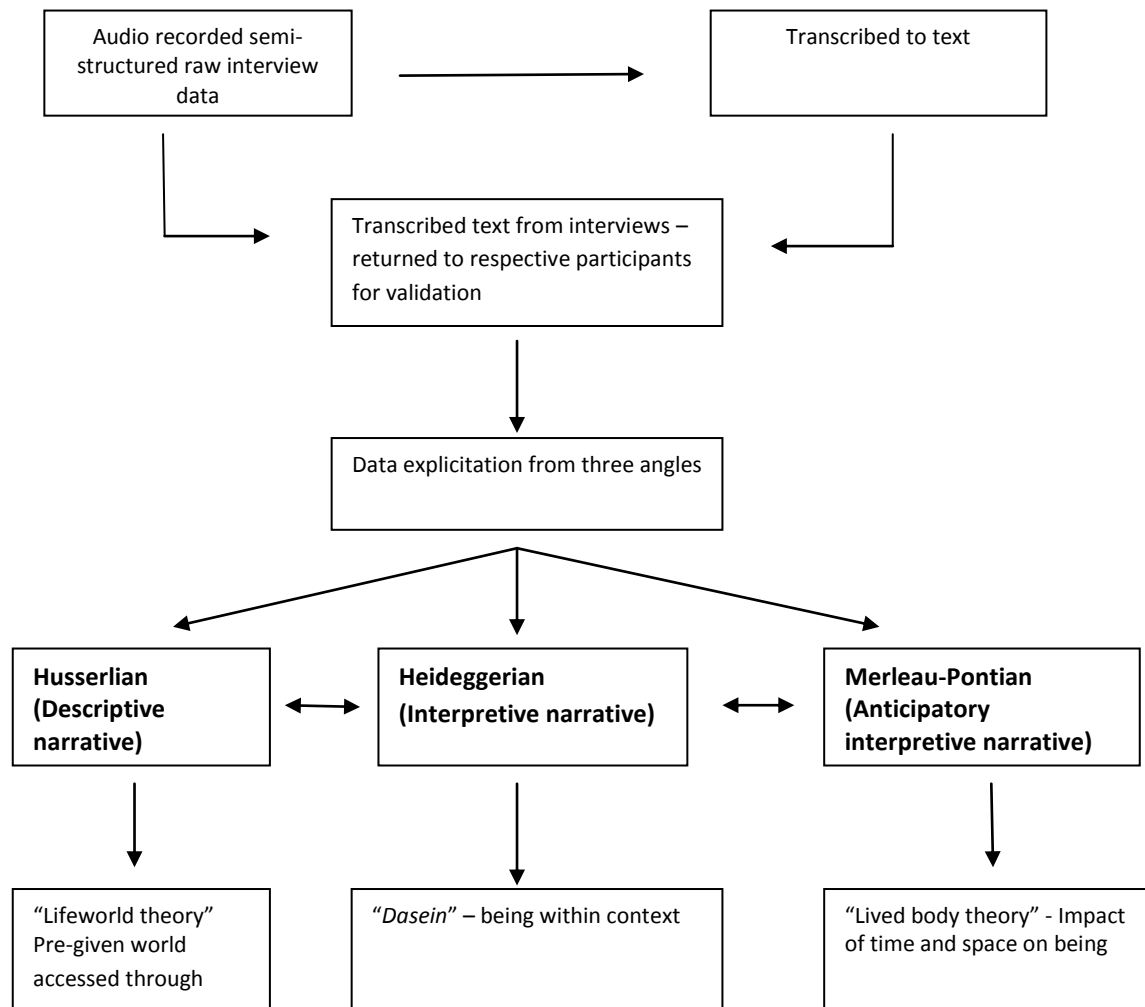 Audio recorded semi-
structured raw interview
data
Transcribed to text
Transcribed text from interviews –
returned to respective participants
for validation
Data explicitation from three angles
Husserlian
(Descriptive
narrative)
Heideggerian
(Interpretive narrative)
Merleau-Pontian
(Anticipatory
interpretive narrative)
“Lifeworld theory”
Pre-given world
accessed through
“Dasein” – being within context
“Lived body theory” - Impact
of time and space on being